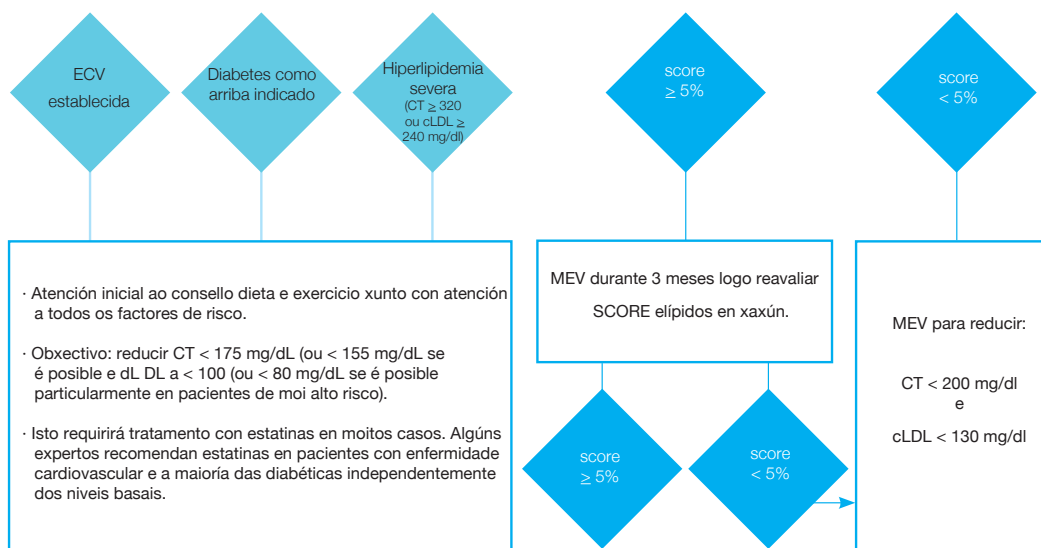 ECV
establecida
Diabetes como
arriba indicado
Hiperlipidemia
severa
(CT ≥ 320
ou cLDL ≥
240 mg/dl)
score
≥ 5%
score
< 5%
· Atención inicial ao consello dieta e exercicio xunto con atención
a todos os factores de risco.
· Obxectivo: reducir CT < 175 mg/dL (ou < 155 mg/dL se
é posible e dL DL a < 100 (ou < 80 mg/dL se é posible
particularmente en pacientes de moi alto risco).
· Isto requirirá tratamento con estatinas en moitos casos. Algúns
expertos recomendan estatinas en pacientes con enfermidade
cardiovascular e a maioría das diabéticas independentemente
dos niveis basais.
MEV durante 3 meses logo reavaliar
SCORE elípidos en xaxún.
score
≥ 5%
score
< 5%
MEV para reducir:
CT < 200 mg/dl
e
cLDL < 130 mg/dl